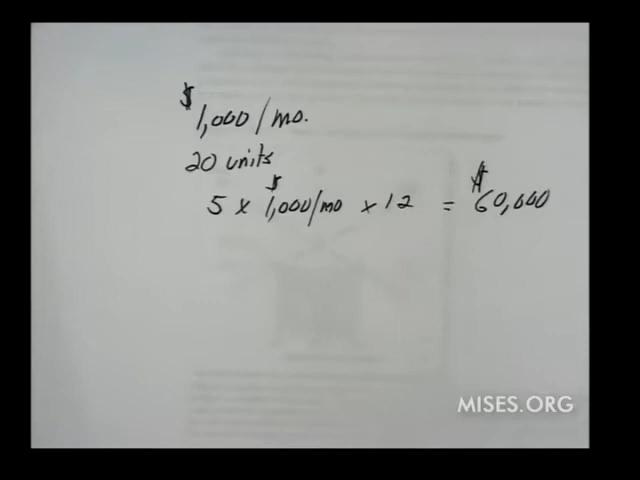 $1,000/mo.
20 units
5 x $1,000/mo x 12 = $60,000
MISES.ORG